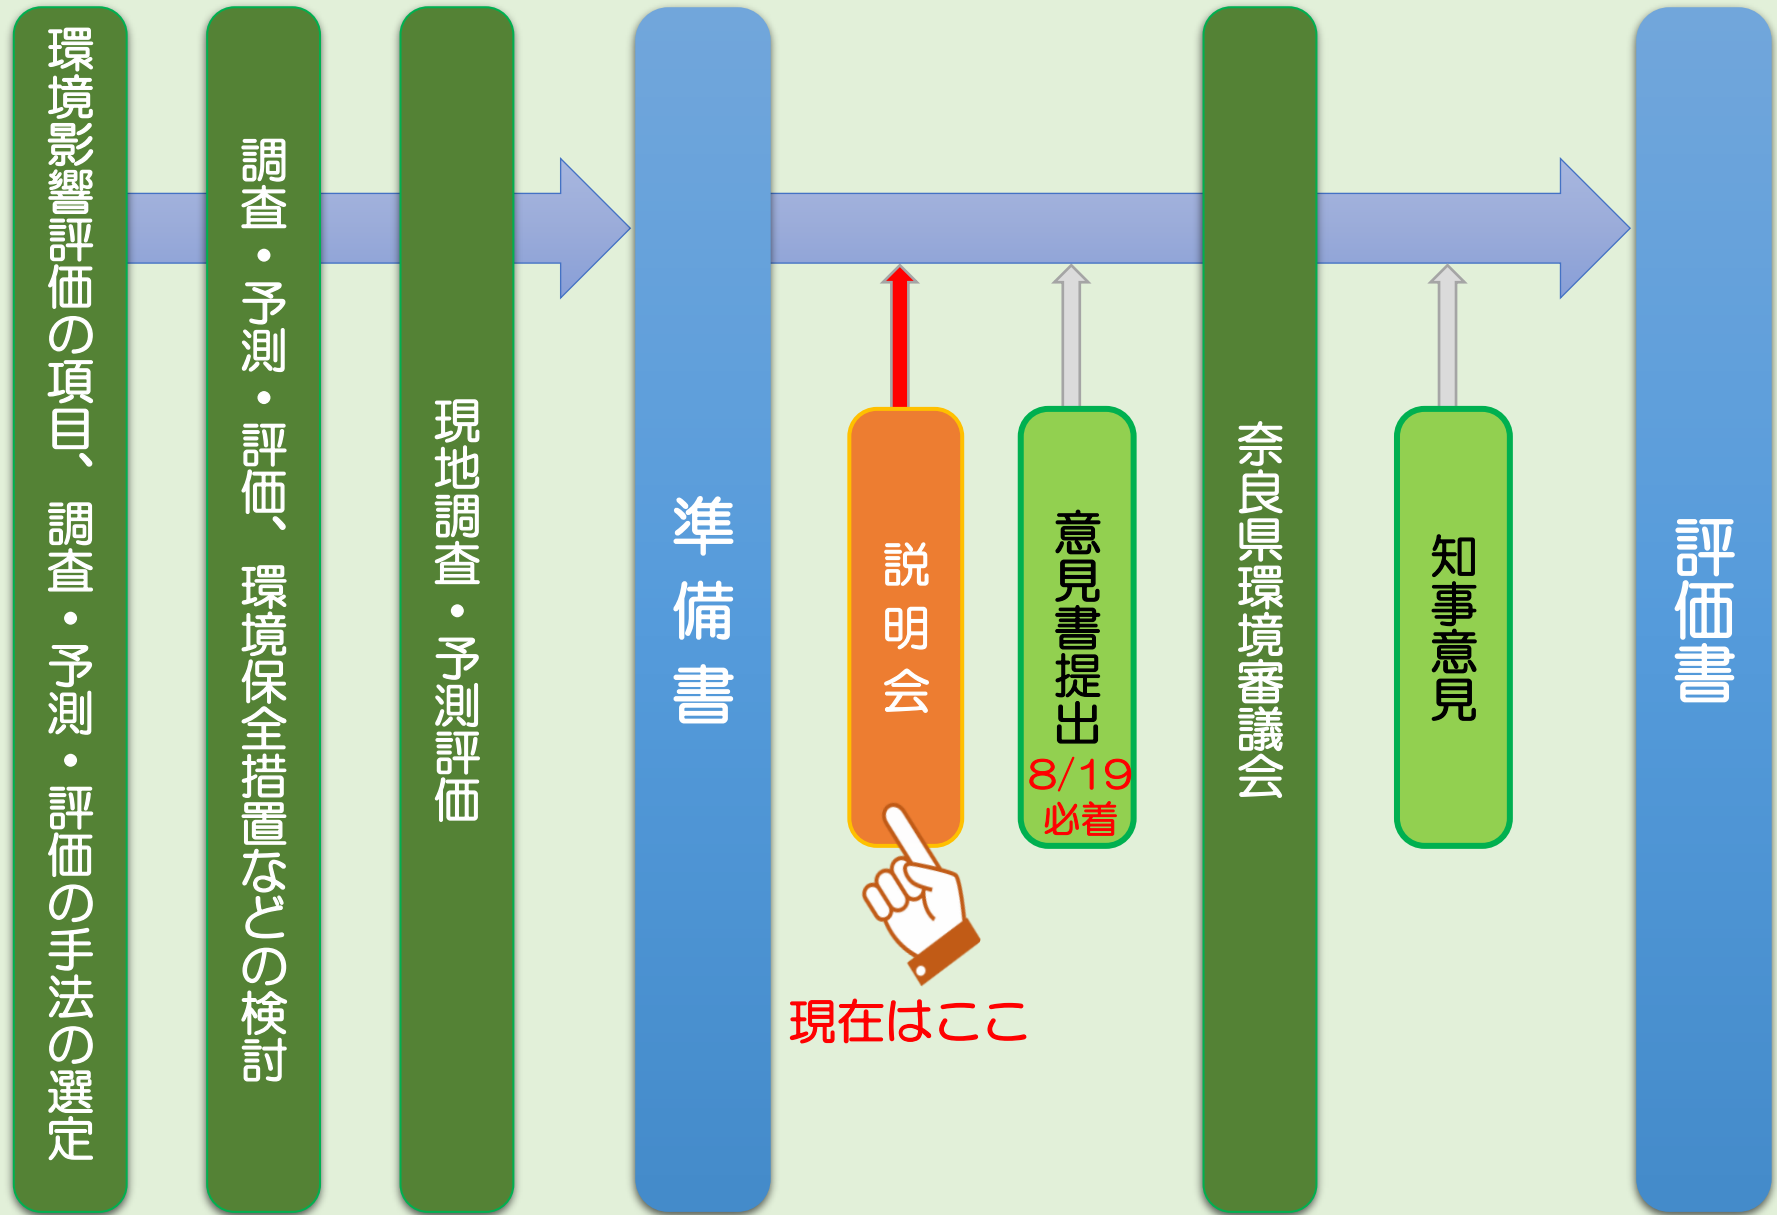 環境影響評価の項目、調査・予測・評価の手法の選定
調査・予測・評価、環境保全措置などの検討
現地調査・予測評価
準備書
説明会
現在はここ
意見書提出
8/19
必着
奈良県環境審議会
知事意見
評価書